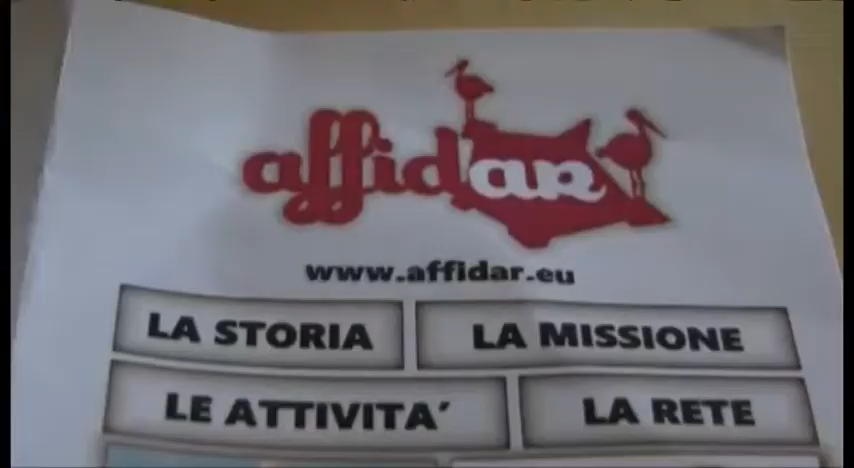 affidar
www.affidar.eu
LA STORIA LA MISSIONE
LE ATTIVITA' LA RETE